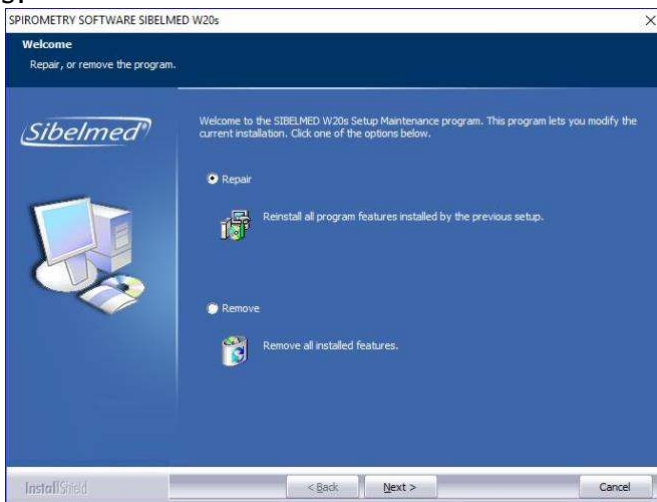 s.
SPIROMETRY SOFTWARE SIBELMED W20s
Welcome
Repair, or remove the program.
Sibelmed®
Welcome to the SIBELMED W20s Setup Maintenance program. This program lets you modify the
current installation. Click one of the options below.
Repair
Reinstall all program features installed by the previous setup.
Remove
Remove all installed features.
InstallShield
< Back
Next >
Cancel